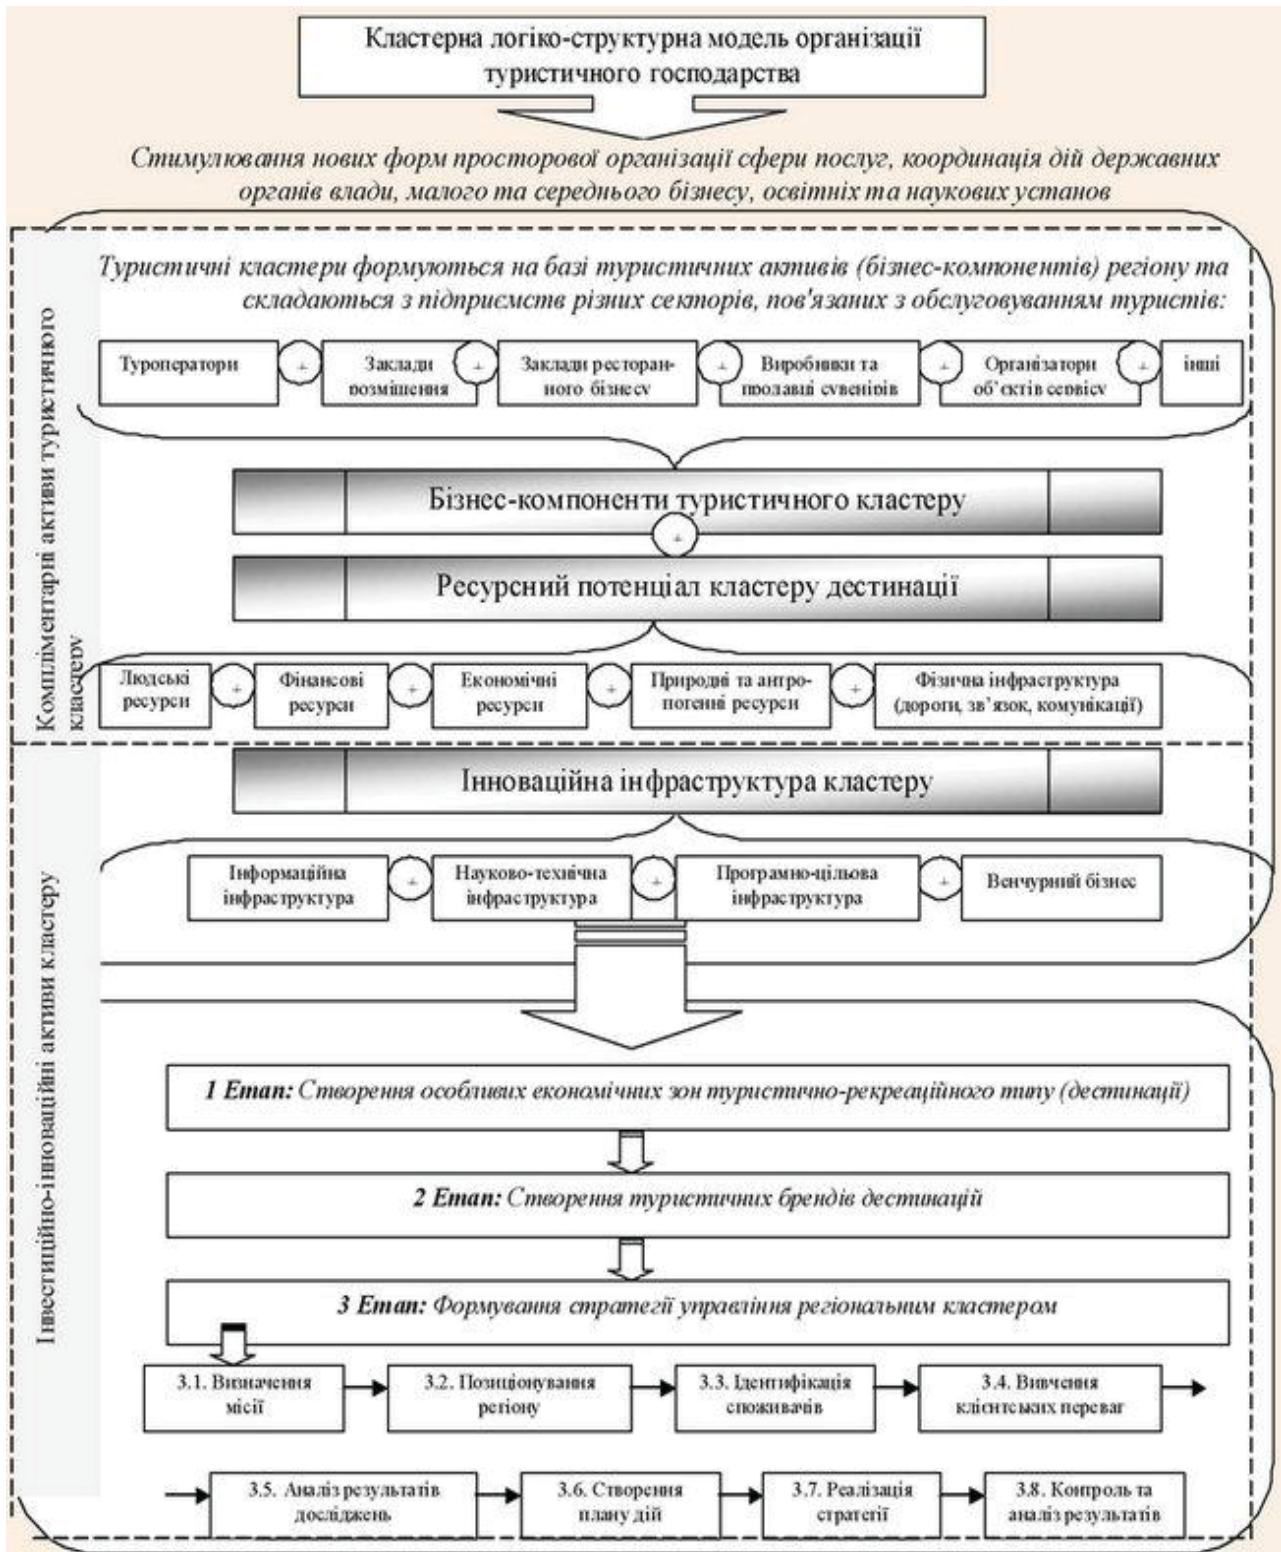 Кластерна логіко-структурна модель організації
туристичного господарства
Стимулювання нових форм просторової організації сфери послуг, координація дій державних
органів влади, малого та середнього бізнесу, освітніх та наукових установ
Компліментарні активи туристичного
кластеру
Туристичні кластери формуються на базі туристичних активів (бізнес-компонентів) регіону та
складаються з підприємств різних секторів, пов'язаних з обслуговуванням туристів:
Туроператори
+
Заклади
розміщення
+
Заклади ресторан-
ного бізнесу
+
Виробники та
продавці сувенірів
+
Організатори
об’єктів сервісу
+
інші
Бізнес-компоненти туристичного кластеру
+
Ресурсний потенціал кластеру дестинації
Людські
ресурси
+
Фінансові
ресурси
+
Економічні
ресурси
+
Природні та антро-
погенні ресурси
+
Фізична інфраструктура
(дороги, зв’язок, комунікації)
Інвестиційно-інноваційні активи кластеру
Інноваційна інфраструктура кластеру
Інформаційна
інфраструктура
+
Науково-технічна
інфраструктура
+
Програмно-цільова
інфраструктура
+
Венчурний бізнес
1 Етап: Створення особливих економічних зон туристично-рекреаційного типу (дестинації)
2 Етап: Створення туристичних брендів дестинацій
3 Етап: Формування стратегії управління регіональним кластером
3.1. Визначення
місії
3.2. Позиціонування
регіону
3.3. Ідентифікація
споживачів
3.4. Вивчення
клієнтських переваг
3.5. Аналіз результатів
досліджень
3.6. Створення
плану дій
3.7. Реалізація
стратегії
3.8. Контроль та
аналіз результатів